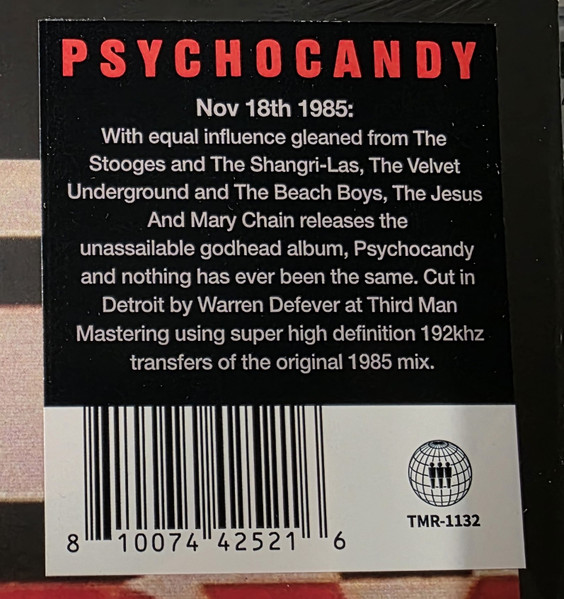 PSYCHOCANDY
Nov 18th 1985:
With equal influence gleaned from The
Stooges and The Shangri-Las, The Velvet
Underground and The Beach Boys, The Jesus
And Mary Chain releases the
unassailable godhead album, Psychocandy
and nothing has ever been the same. Cut in
Detroit by Warren Defever at Third Man
Mastering using super high definition 192khz
transfers of the original 1985 mix.
TMR-1132
8 10074 42521 6